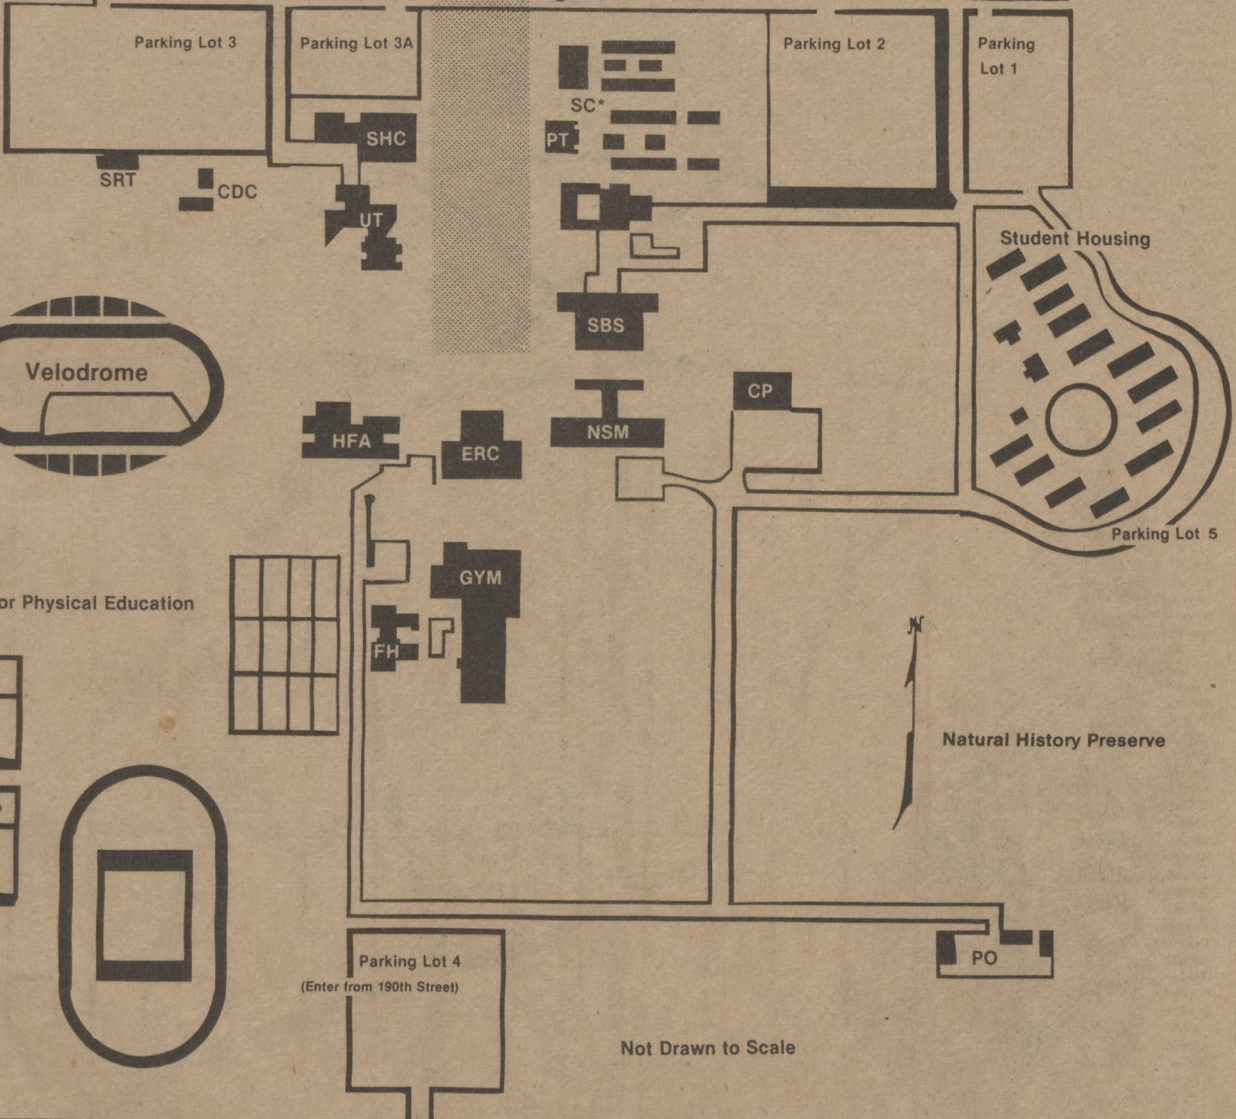 Parking Lot 3
Parking Lot 3A
Parking Lot 2
Parking
Lot 1
SC*
SHC
PT
SRT
CDC
UT
Student Housing
SBS
Velodrome
CP
HFA
NSM
ERC
Parking Lot 5
GYM
or Physical Education
N
FH
Natural History Preserve
Parking Lot 4
PO
(Enter from 190th Street)
Not Drawn to Scale